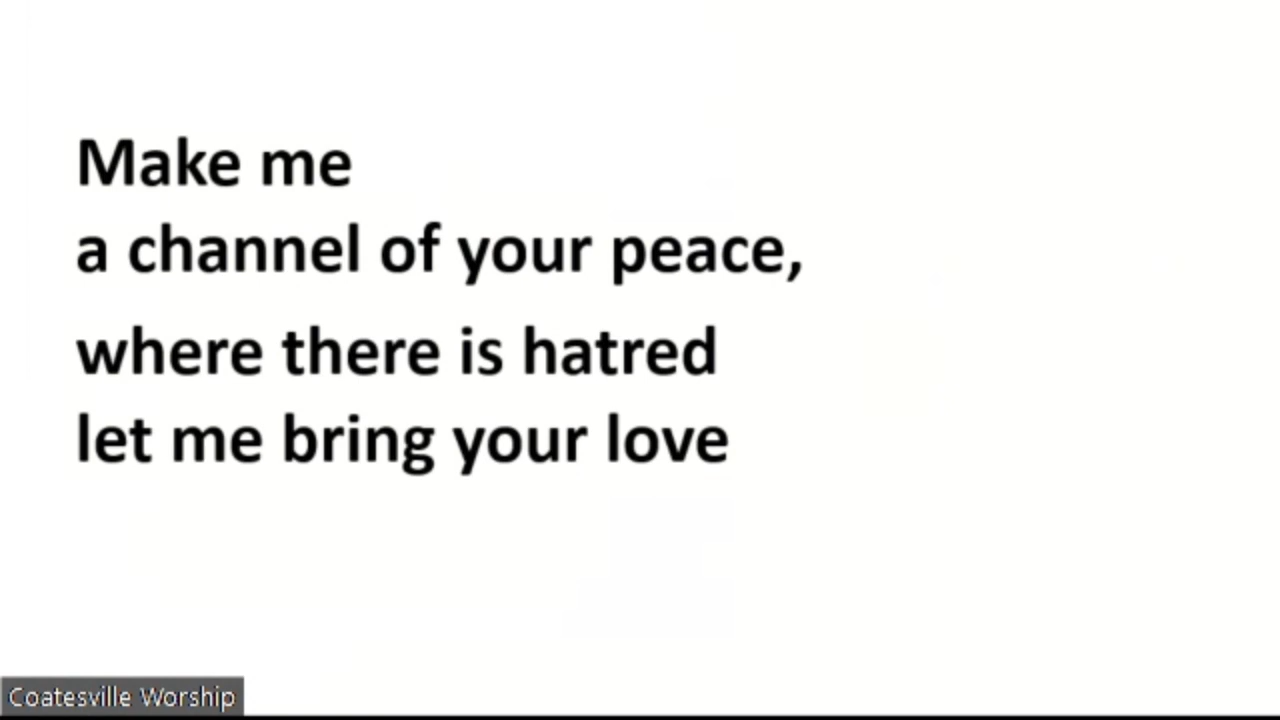 Make me
a channel of your peace,
where there is hatred
let me bring your love
Coatesville Worship